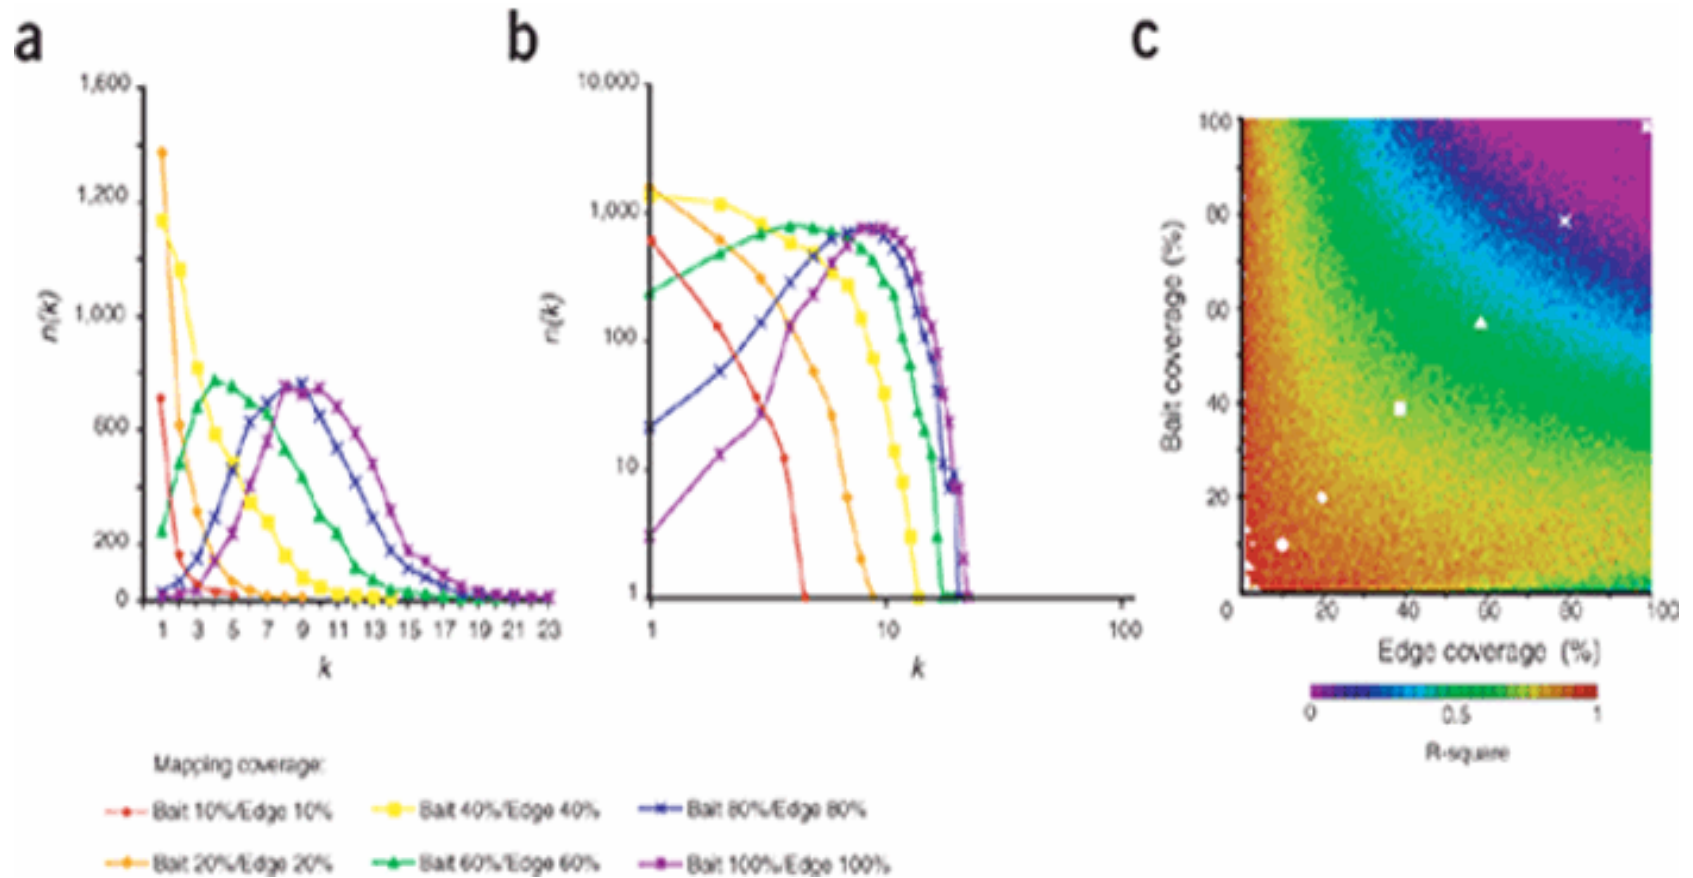 a
b
c
1,600
1,200
1,000
600
200
0
n(k)
1 3 5 7 9 11 13 15 17 19 21 23
k
10,000
1,000
100
10
1
n(k)
1 10 100
k
100
80
60
40
20
Bait coverage (%)
0 20 40 60 80 100
Edge coverage (%)
0 0.5 1
R-square
Mapping coverage:
Bait 10%/Edge 10% Bait 40%/Edge 40% Bait 80%/Edge 80%
Bait 20%/Edge 20% Bait 60%/Edge 60% Bait 100%/Edge 100%